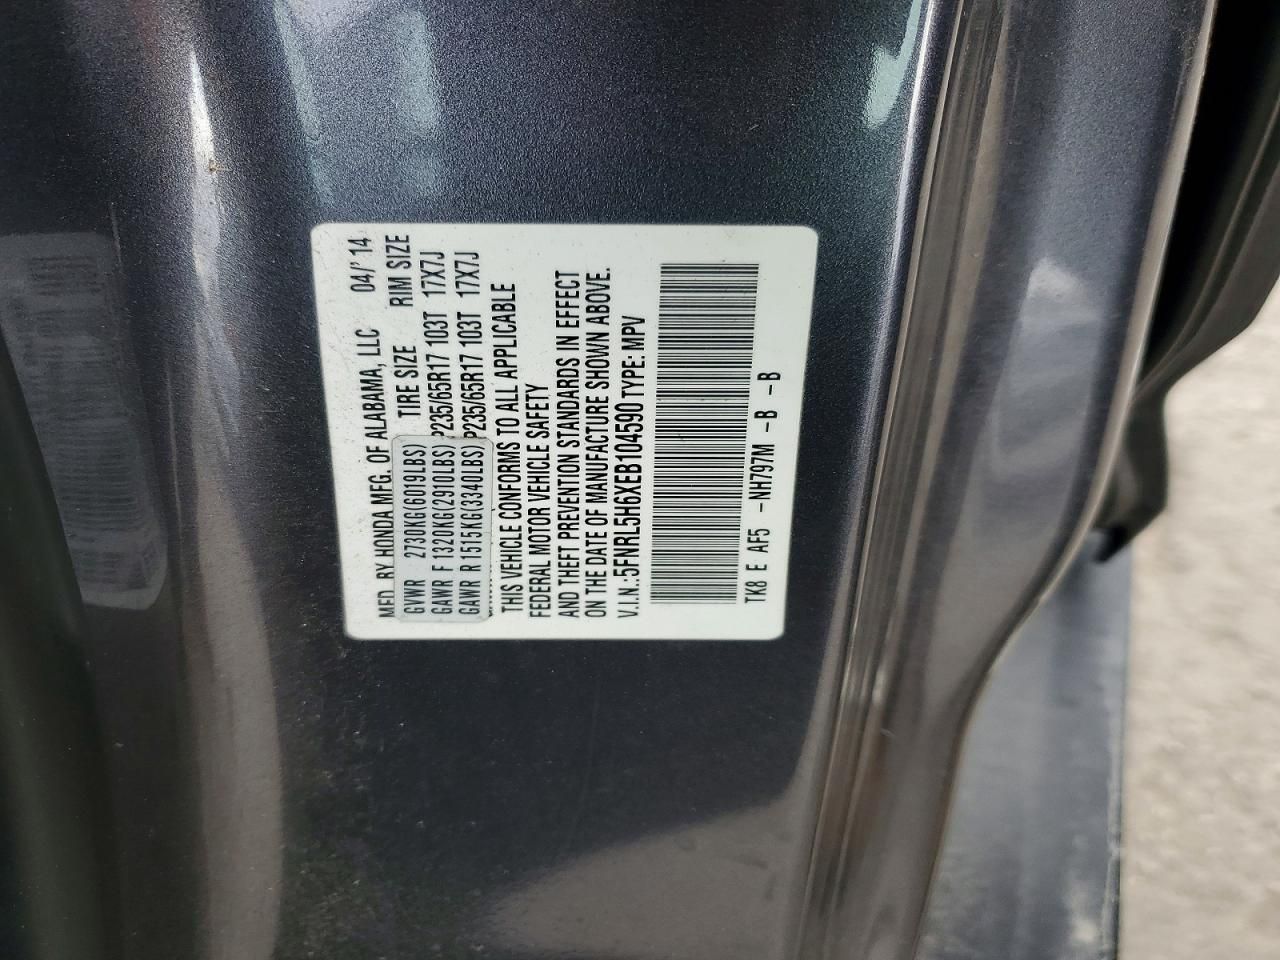 MFD. BY HONDA MFG. OF ALABAMA, LLC 04/'14
TIRE SIZE RIM SIZE
GVWR 2730KG(6019LBS)
GAWR F 1320KG(2910LBS) P235/65R17 103T 17X7J
GAWR R 1515KG(3340LBS) P235/65R17 103T 17X7J
THIS VEHICLE CONFORMS TO ALL APPLICABLE
FEDERAL MOTOR VEHICLE SAFETY
AND THEFT PREVENTION STANDARDS IN EFFECT
ON THE DATE OF MANUFACTURE SHOWN ABOVE.
V.I.N.:5FNRL5H6XEB104590 TYPE: MPV
TK8 E AF5 -NH797M -B -B